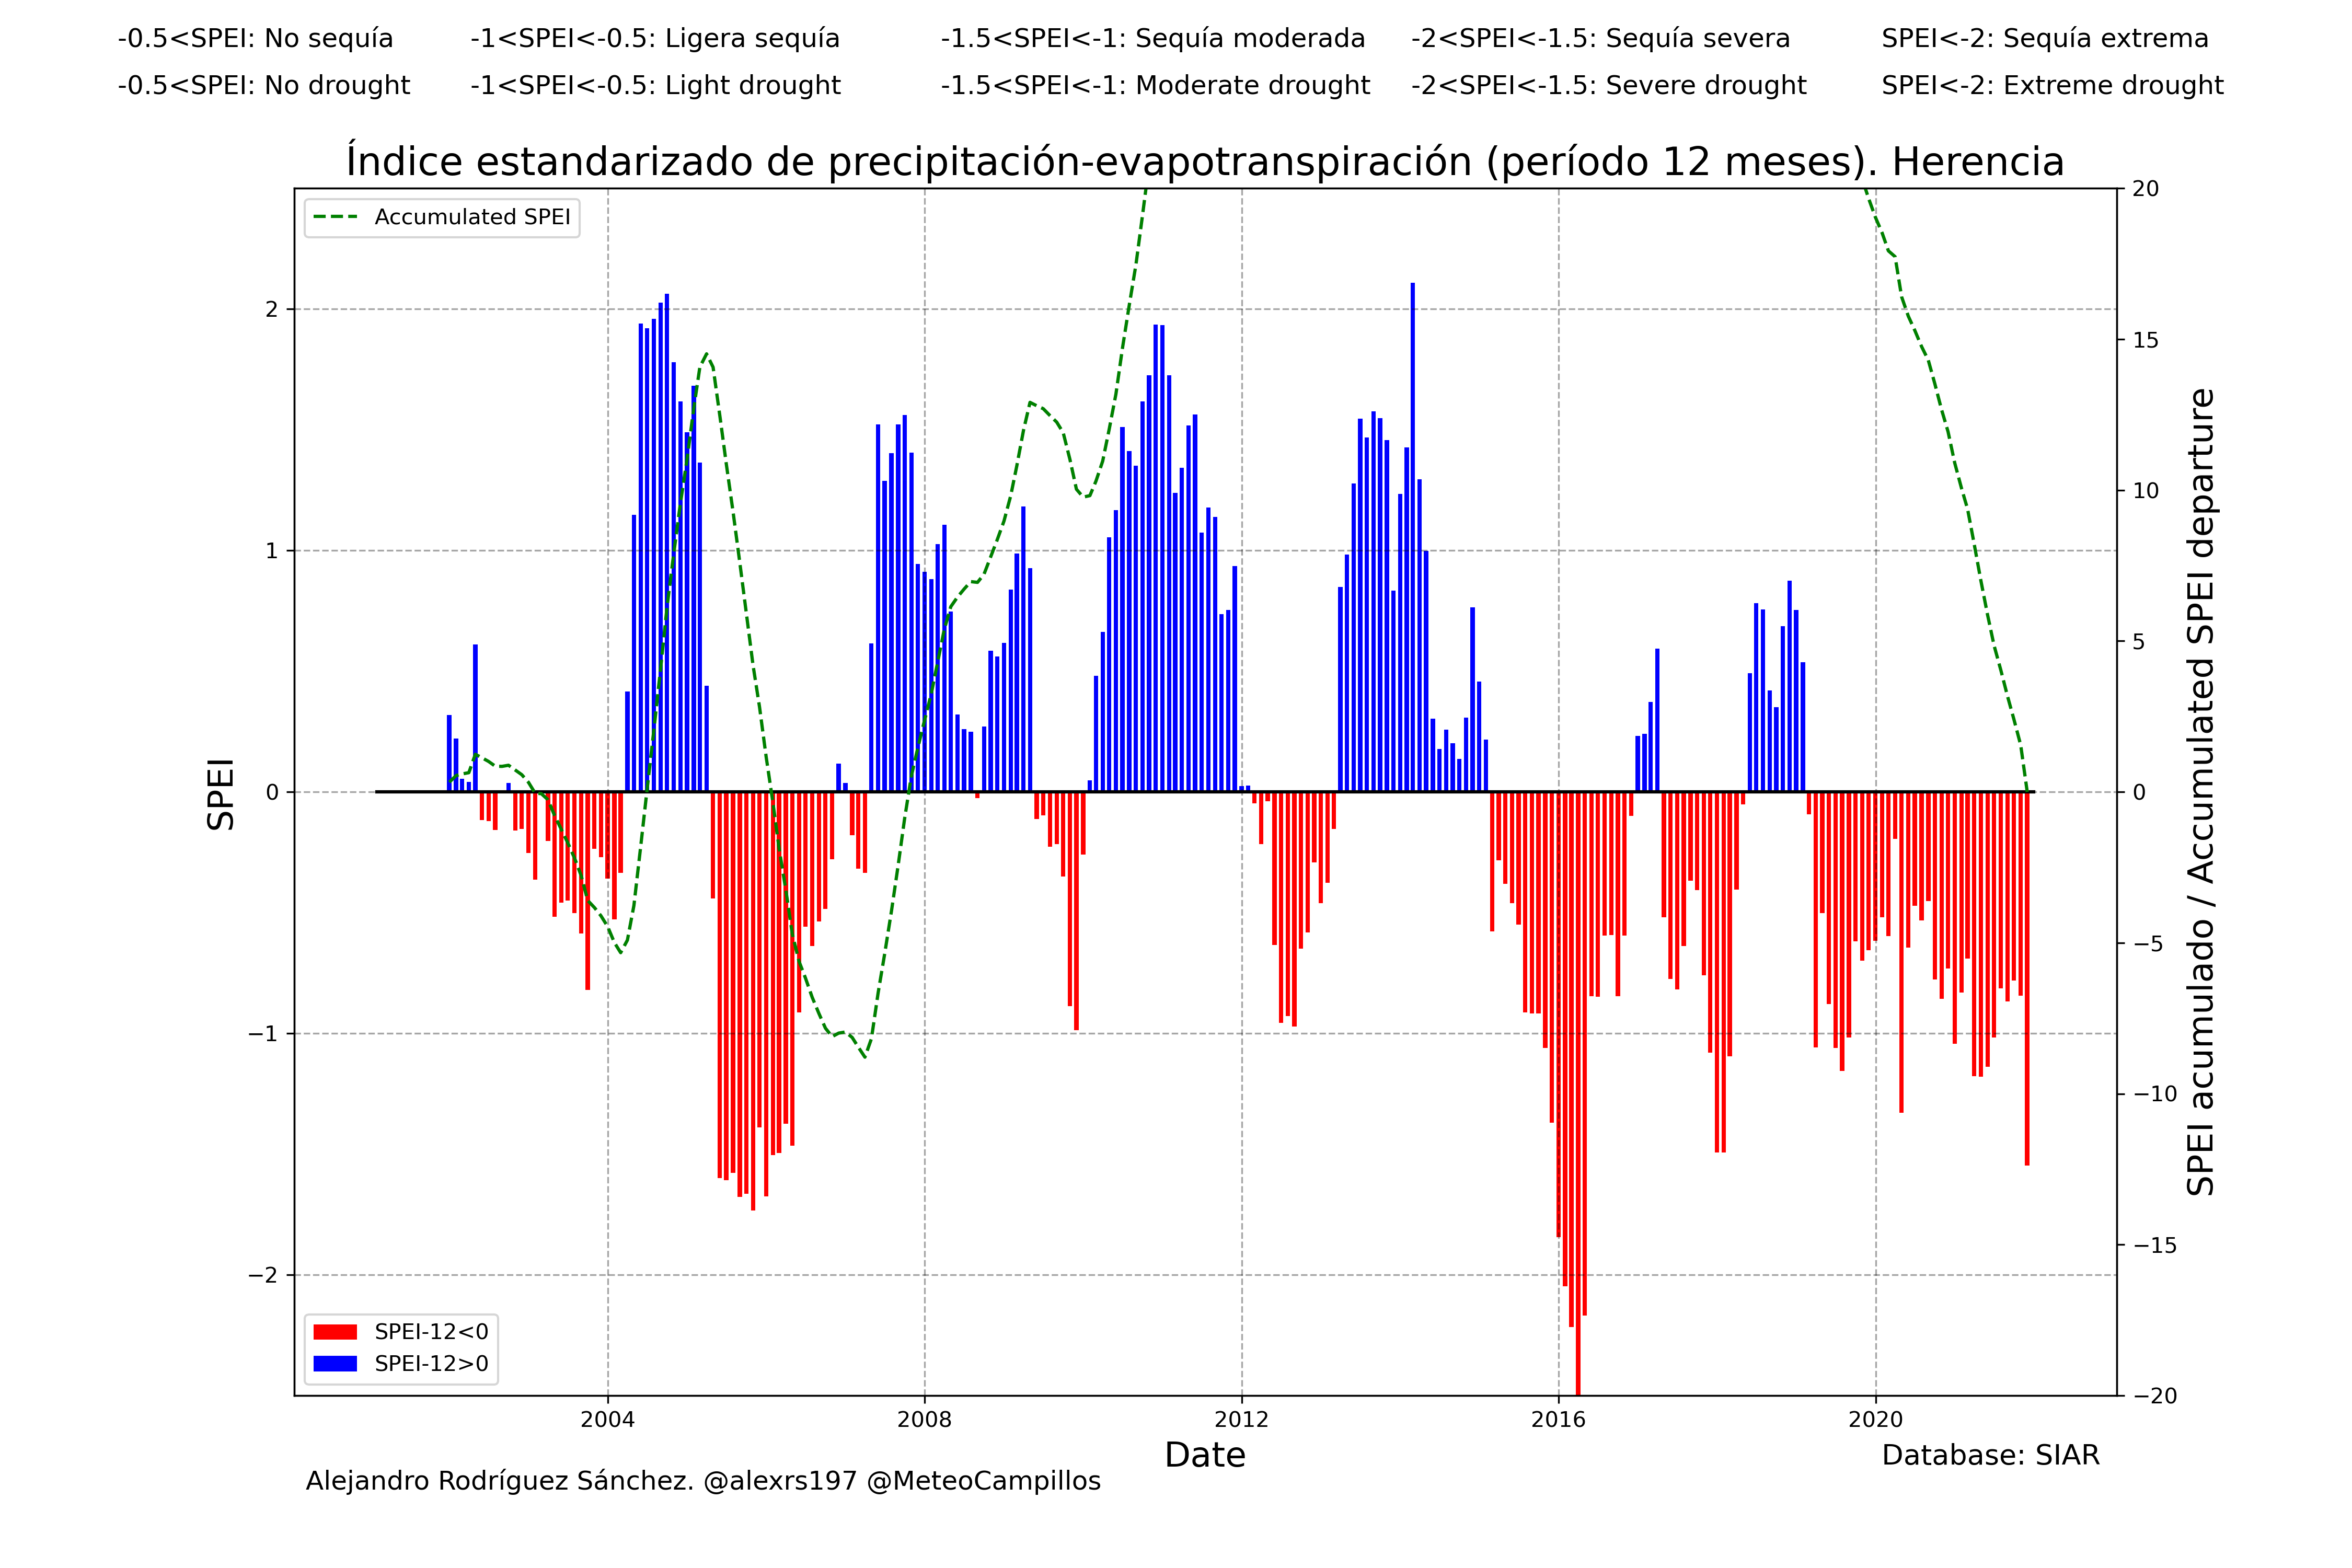 -0.5<SPEI: No sequía -1<SPEI<-0.5: Ligera sequía -1.5<SPEI<-1: Sequía moderada -2<SPEI<-1.5: Sequía severa SPEI<-2: Sequía extrema
-0.5<SPEI: No drought -1<SPEI<-0.5: Light drought -1.5<SPEI<-1: Moderate drought -2<SPEI<-1.5: Severe drought SPEI<-2: Extreme drought
Índice estandarizado de precipitación-evapotranspiración (período 12 meses). Herencia
Accumulated SPEI
2
1
0
−1
−2
SPEI
20
15
10
5
0
−5
−10
−15
−20
SPEI acumulado / Accumulated SPEI departure
SPEI-12<0
SPEI-12>0
2004 2008 2012 2016 2020
Date
Database: SIAR
Alejandro Rodríguez Sánchez. @alexrs197 @MeteoCampillos